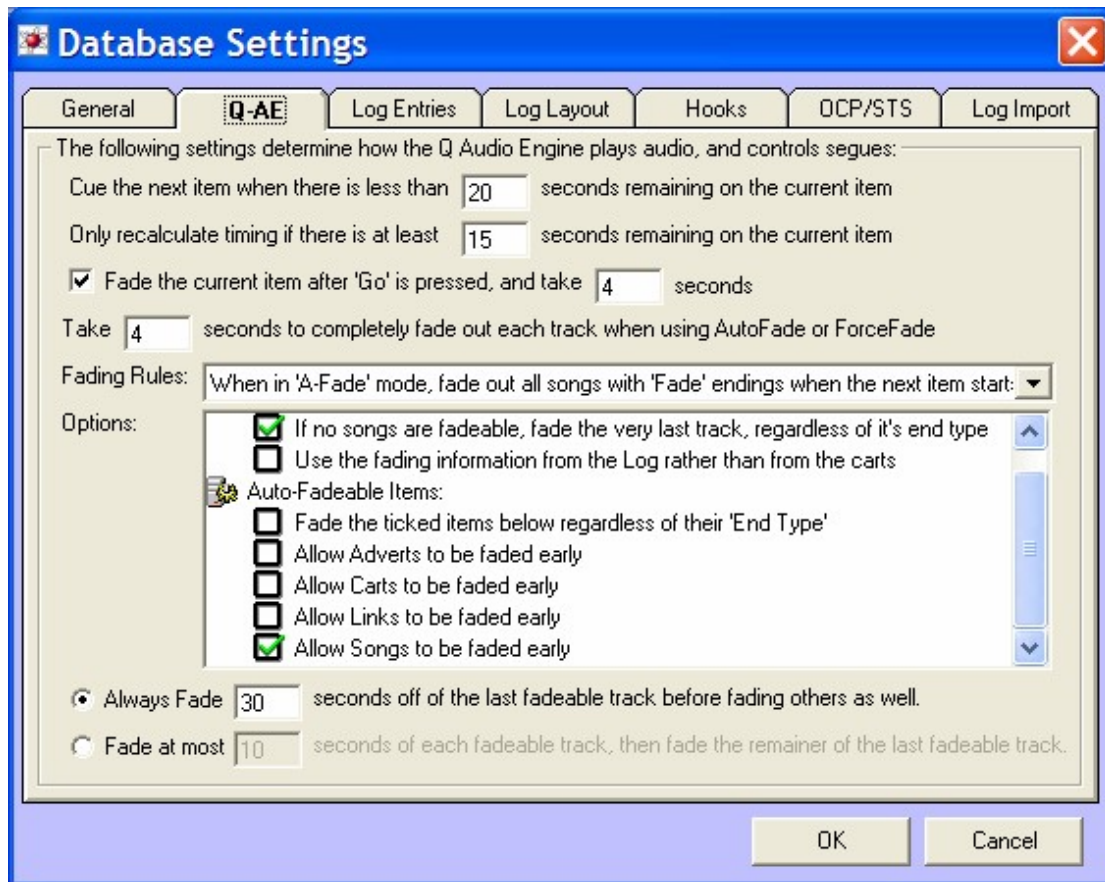 Database Settings
General Q-AE Log Entries Log Layout Hooks OCP/STS Log Import
The following settings determine how the Q Audio Engine plays audio, and controls segues:
Cue the next item when there is less than 20 seconds remaining on the current item
Only recalculate timing if there is at least 15 seconds remaining on the current item
Fade the current item after 'Go' is pressed, and take 4 seconds
Take 4 seconds to completely fade out each track when using AutoFade or ForceFade
Fading Rules: When in 'A-Fade' mode, fade out all songs with 'Fade' endings when the next item start:
Options:
If no songs are fadeable, fade the very last track, regardless of it's end type
Use the fading information from the Log rather than from the carts
Auto-Fadeable Items:
Fade the ticked items below regardless of their 'End Type'
Allow Adverts to be faded early
Allow Carts to be faded early
Allow Links to be faded early
Allow Songs to be faded early
Always Fade 30 seconds off of the last fadeable track before fading others as well.
Fade at most 10 seconds of each fadeable track, then fade the remainer of the last fadeable track.
OK Cancel